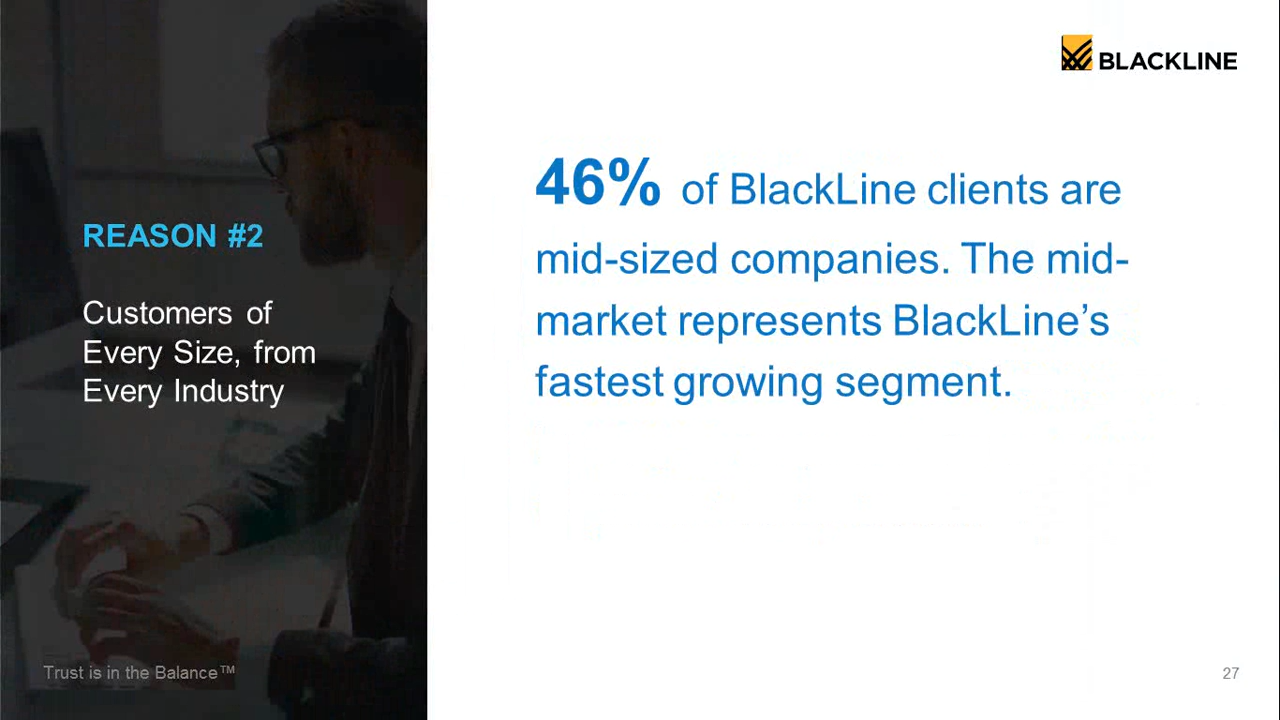 BLACKLINE
REASON #2
Customers of
Every Size, from
Every Industry
46% of BlackLine clients are
mid-sized companies. The mid-
market represents BlackLine’s
fastest growing segment.
Trust is in the Balance™
27